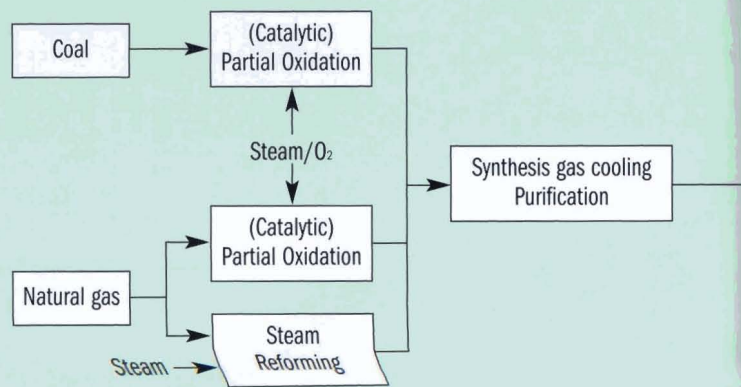 Coal
(Catalytic)
Partial Oxidation
Steam/O₂
Synthesis gas cooling
Purification
(Catalytic)
Partial Oxidation
Natural gas
Steam
Reforming
Steam